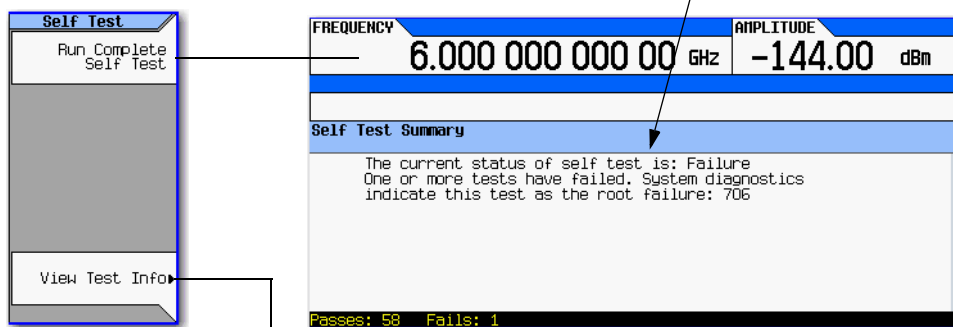 Self Test
Run Complete
Self Test
View Test Info
FREQUENCY
6.000 000 000 00 GHz
AMPLITUDE
-144.00 dBm
Self Test Summary
The current status of self test is: Failure
One or more tests have failed. System diagnostics
indicate this test as the root failure: 706
Passes: 58 Fails: 1